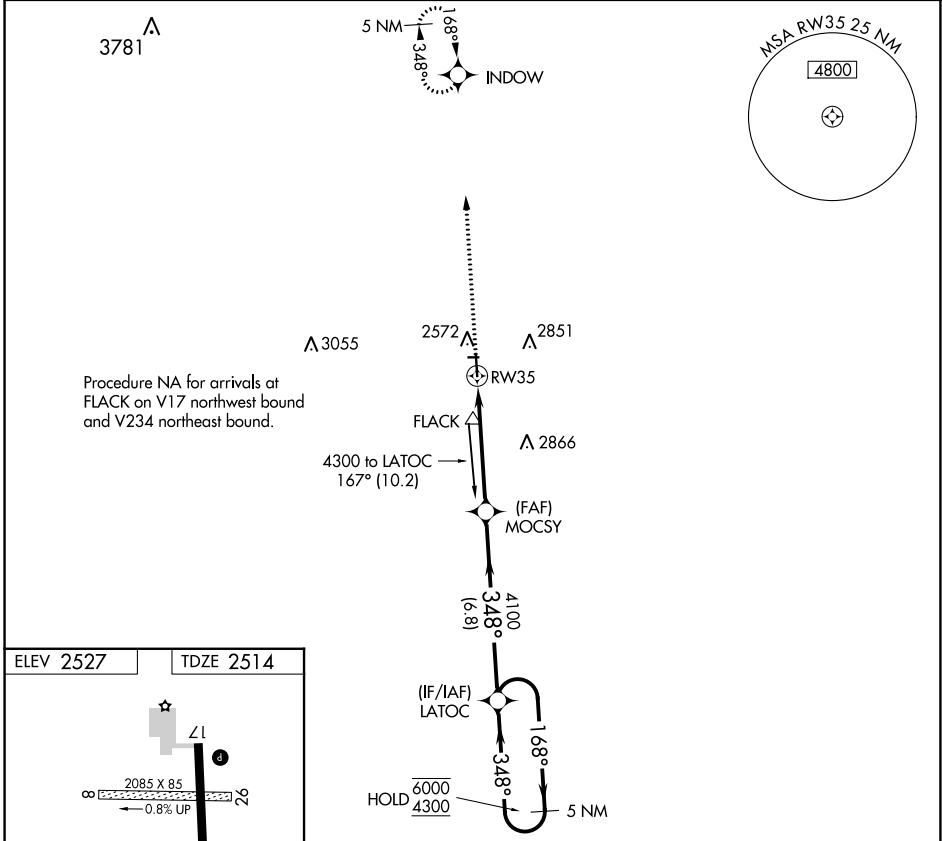 3781
5 NM
168°
348°
INDOW
MSA RW35 25 NM
4800
3055
2572
2851
RW35
Procedure NA for arrivals at
FLACK on V17 northwest bound
and V234 northeast bound.
FLACK
2866
4300 to LATOC
167° (10.2)
(FAF)
MOCSY
4100
348°
(6.8)
(IF/IAF)
LATOC
168°
348°
HOLD 6000
4300
5 NM
ELEV 2527
TDZE 2514
17
P
2085 X 85
8
26
0.8% UP